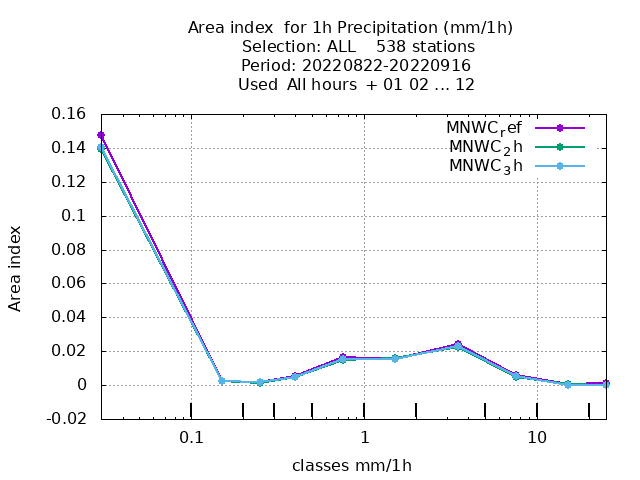 Area index  for 1h Precipitation (mm/1h)
Selection: ALL    538 stations
Period: 20220822-20220916
Used  All hours  + 01 02 ... 12
0.16
0.14
0.12
0.1
0.08
0.06
0.04
0.02
0
-0.02
Area index
MNWC_ref
MNWC_2h
MNWC_3h
0.1
1
10
classes mm/1h